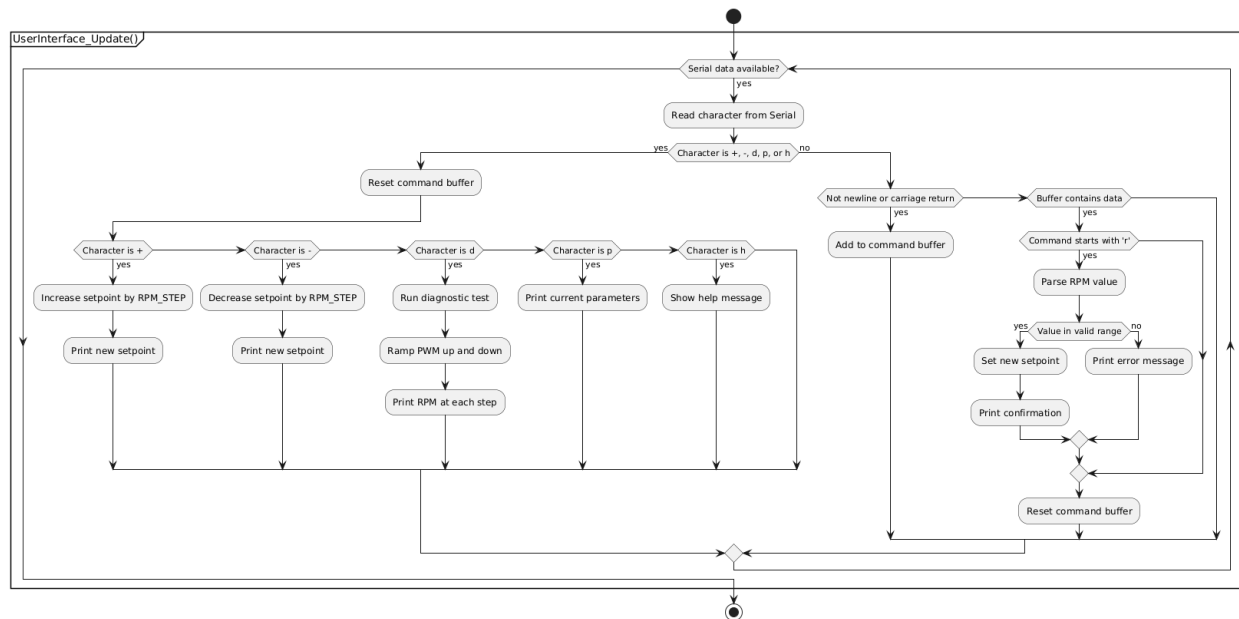 UserInterface_Update()
Serial data available?
yes
Read character from Serial
yes
Character is +, -, d, p, or h
no
Reset command buffer
Character is +
yes
Increase setpoint by RPM_STEP
Print new setpoint
Character is -
yes
Decrease setpoint by RPM_STEP
Print new setpoint
Character is d
yes
Run diagnostic test
Ramp PWM up and down
Print RPM at each step
Character is p
yes
Print current parameters
Character is h
yes
Show help message
Not newline or carriage return
yes
Add to command buffer
Buffer contains data
yes
Command starts with 'r'
yes
Parse RPM value
yes
Value in valid range
no
Set new setpoint
Print confirmation
Print error message
Reset command buffer